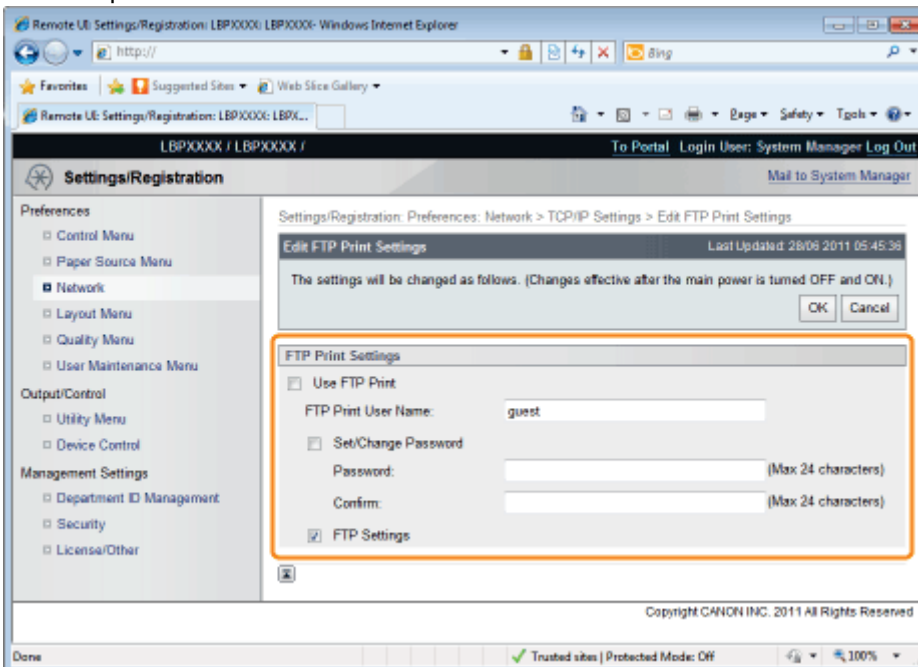 Remote UI: Settings/Registration: LBPXXXX: LBPXXXX- Windows Internet Explorer
http://
Bing
Favorites Suggested Sites Web Slice Gallery
Remote UI: Settings/Registration: LBPXXXX: LBPX...
Page Safety Tools
LBPXXXX / LBPXXXX /
To Portal Login User: System Manager Log Out
Settings/Registration
Mail to System Manager
Preferences
Control Menu
Paper Source Menu
Network
Layout Menu
Quality Menu
User Maintenance Menu
Output/Control
Utility Menu
Device Control
Management Settings
Department ID Management
Security
License/Other
Settings/Registration: Preferences: Network > TCP/IP Settings > Edit FTP Print Settings
Edit FTP Print Settings
Last Updated: 28/06 2011 05:45:36
The settings will be changed as follows. (Changes effective after the main power is turned OFF and ON.)
OK Cancel
FTP Print Settings
Use FTP Print
FTP Print User Name: guest
Set/Change Password
Password: (Max 24 characters)
Confirm: (Max 24 characters)
FTP Settings
Copyright CANON INC. 2011 All Rights Reserved
Done
Trusted sites | Protected Mode: Off
100%